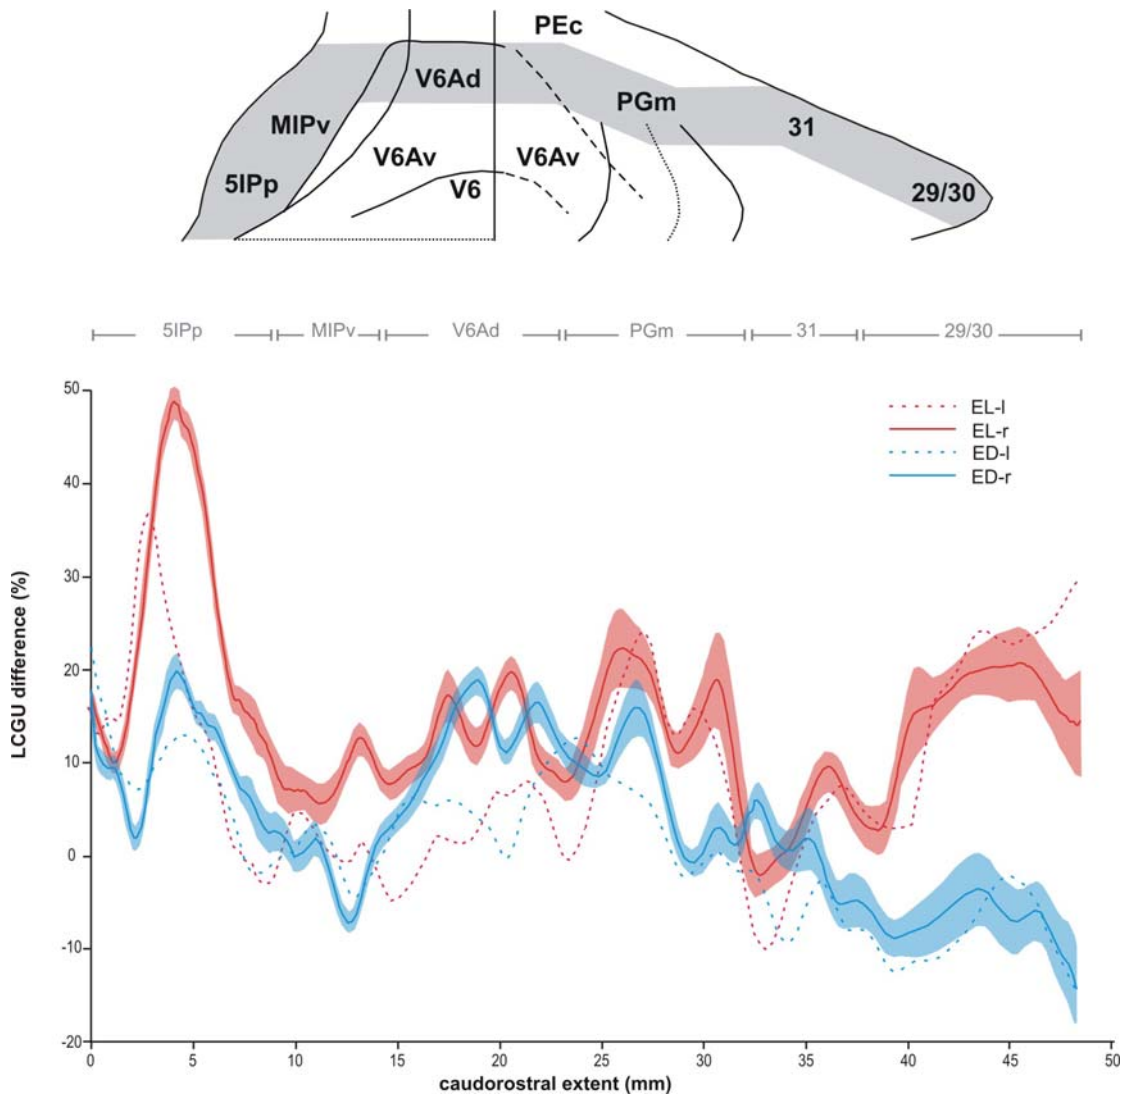 PEc
V6Ad
PGm
MIPv
31
V6Av
V6Av
5IPp
V6
29/30
5IPp MIPv V6Ad PGm 31 29/30
50
EL-l
EL-r
ED-l
ED-r
40
30
20
10
0
-10
-20
LCGU difference (%)
0 5 10 15 20 25 30 35 40 45 50
caudorostral extent (mm)